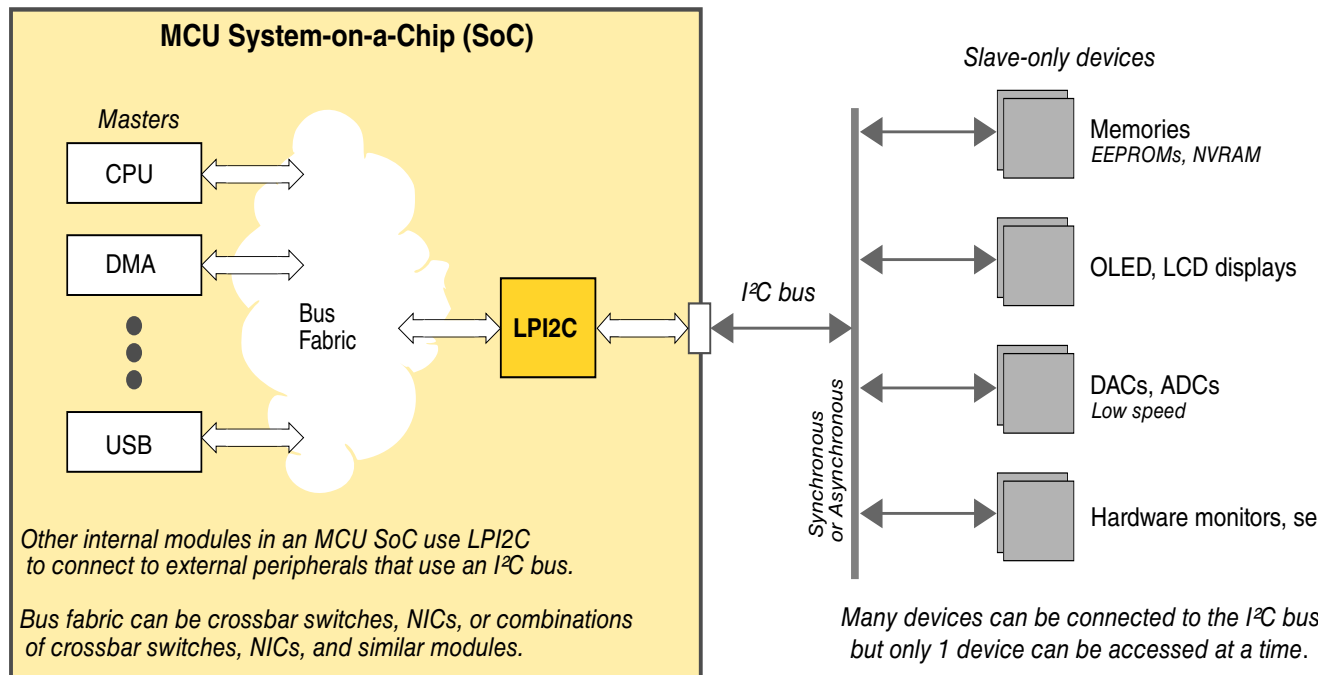 MCU System-on-a-Chip (SoC)
Masters
CPU
DMA
USB
Bus
Fabric
LPI2C
I²C bus
Synchronous
or Asynchronous
Slave-only devices
Memories
EEPROMs, NVRAM
OLED, LCD displays
DACs, ADCs
Low speed
Hardware monitors,
Other internal modules in an MCU SoC use LPI2C
to connect to external peripherals that use an I²C bus.
Bus fabric can be crossbar switches, NICs, or combinations
of crossbar switches, NICs, and similar modules.
Many devices can be connected to the I²C bus
but only 1 device can be accessed at a time.